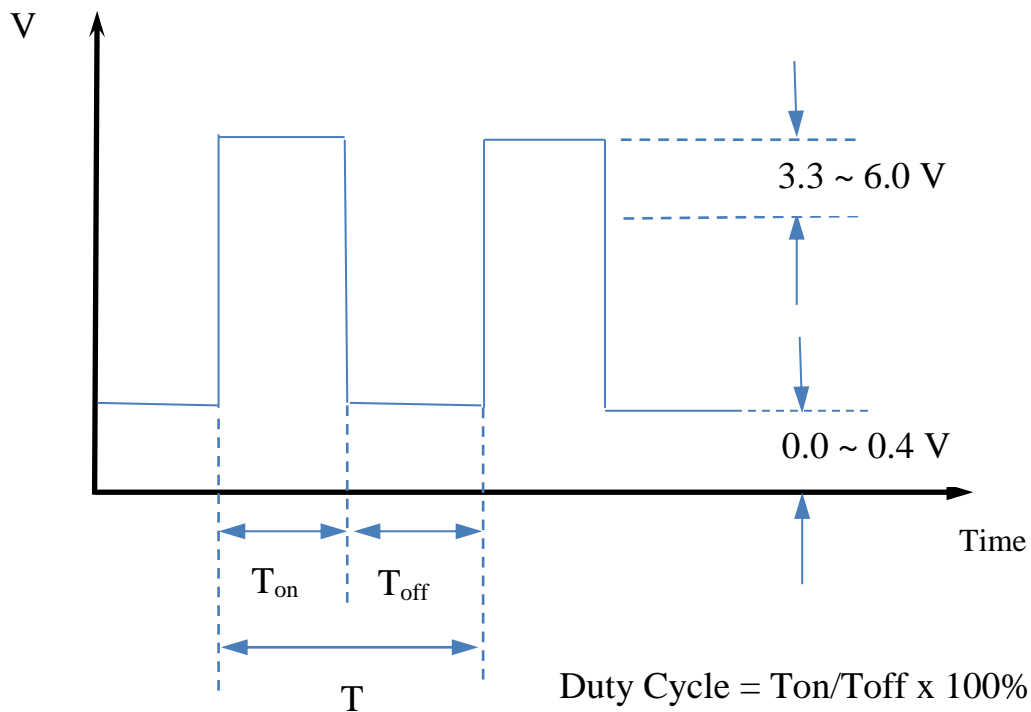 V
3.3 ~ 6.0 V
0.0 ~ 0.4 V
Time
Ton
Toff
T
Duty Cycle = Ton/Toff x 100%